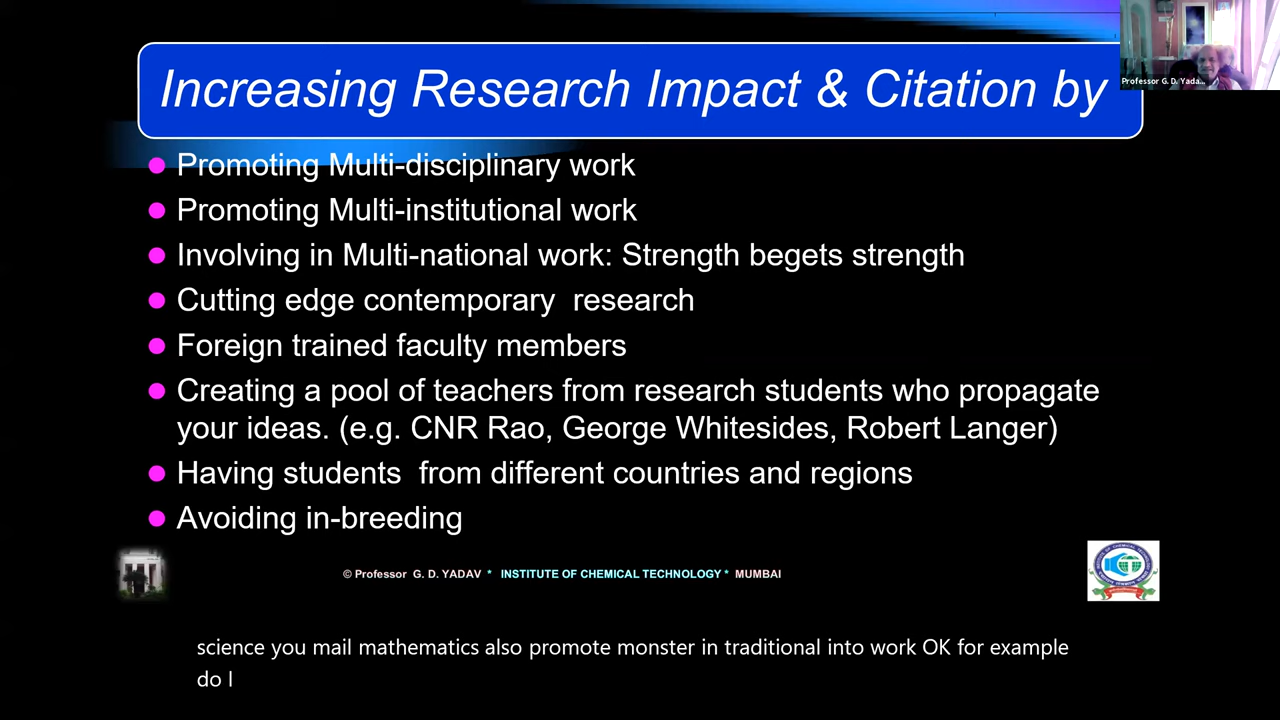 Increasing Research Impact & Citation by
Professor G. D. Yada...
Promoting Multi-disciplinary work
Promoting Multi-institutional work
Involving in Multi-national work: Strength begets strength
Cutting edge contemporary research
Foreign trained faculty members
Creating a pool of teachers from research students who propagate
your ideas. (e.g. CNR Rao, George Whitesides, Robert Langer)
Having students from different countries and regions
Avoiding in-breeding
© Professor G. D. YADAV * INSTITUTE OF CHEMICAL TECHNOLOGY * MUMBAI
science you mail mathematics also promote monster in traditional into work OK for example
do I